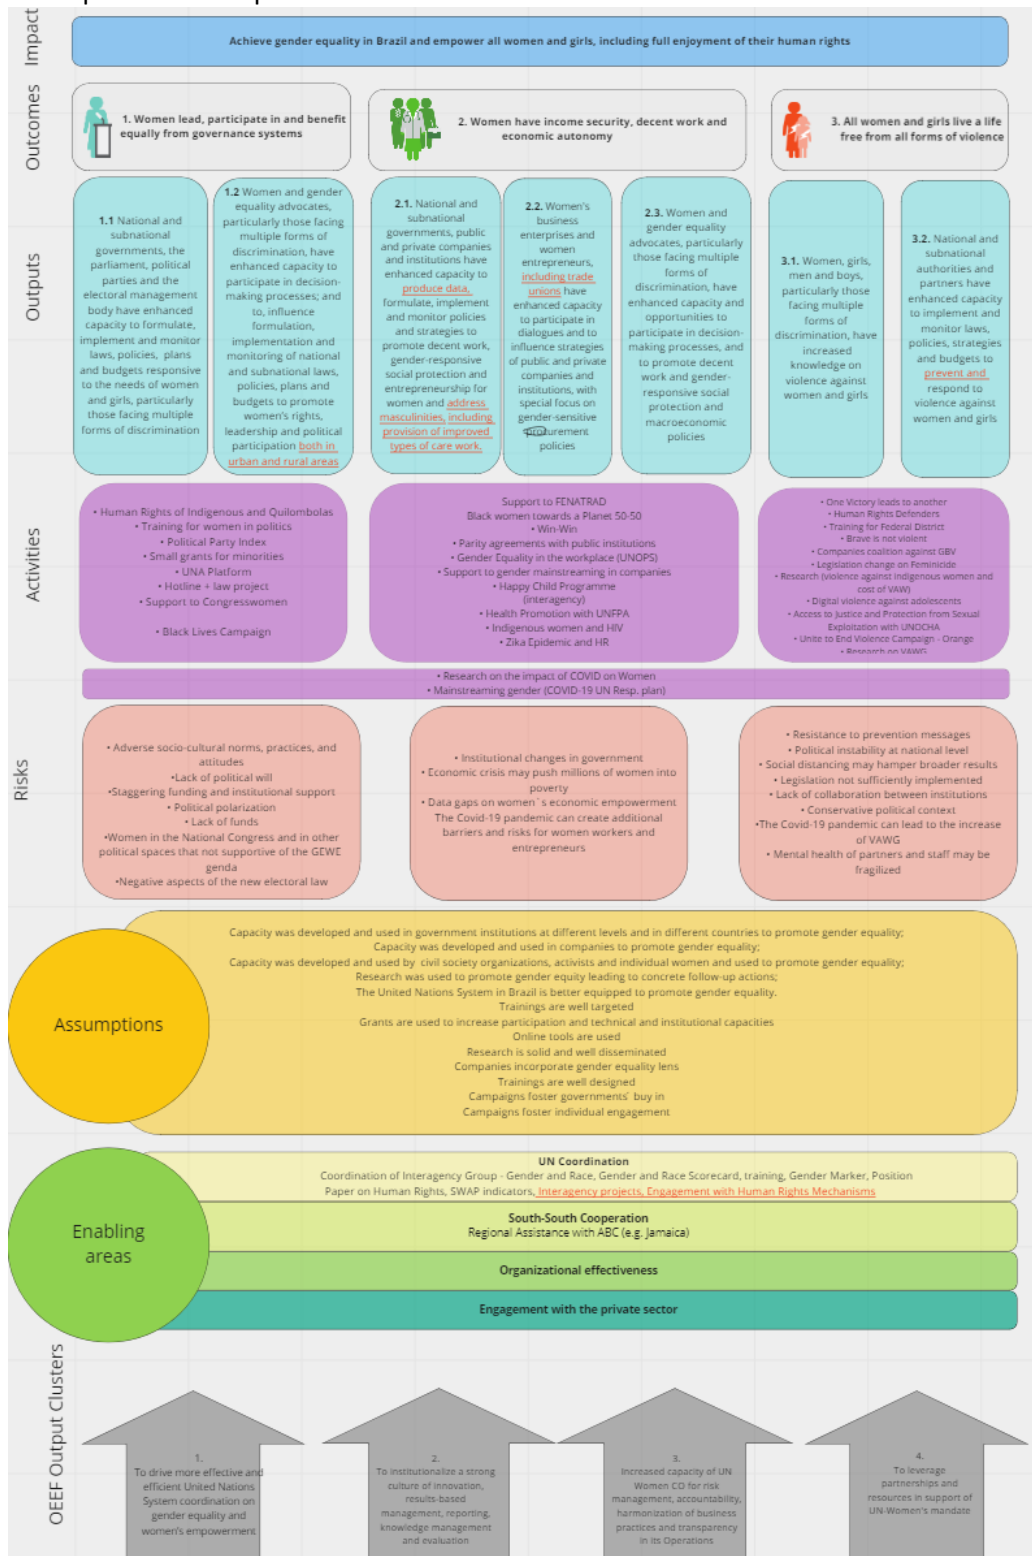 Impact
Achieve gender equality in Brazil and empower all women and girls, including full enjoyment of their human rights
Outcomes
1. Women lead, participate in and benefit
equally from governance systems
2. Women have income security, decent work and
economic autonomy
3. All women and girls live a life
free from all forms of violence
Outputs
1.1 National and
subnational
governments, the
parliament, political
parties and the
electoral management
body have enhanced
capacity to formulate,
implement and monitor
laws, policies, plans
and budgets responsive
to the needs of women
and girls, particularly
those facing multiple
forms of discrimination
1.2 Women and gender
equality advocates,
particularly those facing
multiple forms of
discrimination, have
enhanced capacity to
participate in decision-
making processes; and
to, influence
formulation,
implementation and
monitoring of national
and subnational laws,
policies, plans and
budgets to promote
women's rights,
leadership and political
participation both in
urban and rural areas
2.1. National and
subnational
governments, public
and private companies
and institutions have
enhanced capacity to
produce data,
formulate, implement
and monitor policies
and strategies to
promote decent work,
gender-responsive
social protection and
entrepreneurship for
women and address
masculinities, including
provision of improved
types of care work.
2.2. Women's
business
enterprises and
women
entrepreneurs,
including trade
unions have
enhanced capacity
to participate in
dialogues and to
influence strategies
of public and private
companies and
institutions, with
special focus on
gender-sensitive
procurement
policies
2.3. Women and
gender equality
advocates, particularly
those facing multiple
forms of
discrimination, have
enhanced capacity and
opportunities to
participate in decision-
making processes, and
to promote decent
work and gender-
responsive social
protection and
macroeconomic
policies
3.1. Women, girls,
men and boys,
particularly those
facing multiple
forms of
discrimination, have
increased
knowledge on
violence against
women and girls
3.2. National and
subnational
authorities and
partners have
enhanced capacity
to implement and
monitor laws,
policies, strategies
and budgets to
prevent and
respond to
violence against
women and girls
Activities
• Human Rights of Indigenous and Quilombolas
• Training for women in politics
• Political Party Index
• Small grants for minorities
• UNA Platform
• Hotline + law project
• Support to Congresswomen
• Black Lives Campaign
Support to FENATRAD
Black women towards a Planet 50-50
• Win-Win
• Parity agreements with public institutions
• Gender Equality in the workplace (UNOPS)
• Support to gender mainstreaming in companies
• Happy Child Programme
(interagency)
• Health Promotion with UNFPA
• Indigenous women and HIV
• Zika Epidemic and HR
• One Victory leads to another
• Human Rights Defenders
• Training for Federal District
• Brave is not violent
• Companies coalition against GBV
• Legislation change on Feminicide
• Research (violence against indigenous women and
cost of VAW)
• Digital violence against adolescents
• Access to Justice and Protection from Sexual
Exploitation with UNOCHA
• Unite to End Violence Campaign - Orange
• Research on VAWG
• Research on the impact of COVID on Women
• Mainstreaming gender (COVID-19 UN Resp. plan)
Risks
• Adverse socio-cultural norms, practices, and
attitudes
•Lack of political will
•Staggering funding and institutional support
• Political polarization
• Lack of funds
•Women in the National Congress and in other
political spaces that not supportive of the GEWE
genda
•Negative aspects of the new electoral law
• Institutional changes in government
• Economic crisis may push millions of women into
poverty
• Data gaps on women´s economic empowerment
The Covid-19 pandemic can create additional
barriers and risks for women workers and
entrepreneurs
• Resistance to prevention messages
• Political instability at national level
• Social distancing may hamper broader results
• Legislation not sufficiently implemented
• Lack of collaboration between institutions
• Conservative political context
•The Covid-19 pandemic can lead to the increase
of VAWG
• Mental health of partners and staff may be
fragilized
Assumptions
Capacity was developed and used in government institutions at different levels and in different countries to promote gender equality;
Capacity was developed and used in companies to promote gender equality;
Capacity was developed and used by civil society organizations, activists and individual women and used to promote gender equality;
Research was used to promote gender equity leading to concrete follow-up actions;
The United Nations System in Brazil is better equipped to promote gender equality.
Trainings are well targeted
Grants are used to increase participation and technical and institutional capacities
Online tools are used
Research is solid and well disseminated
Companies incorporate gender equality lens
Trainings are well designed
Campaigns foster governments´ buy in
Campaigns foster individual engagement
Enabling
areas
UN Coordination
Coordination of Interagency Group - Gender and Race, Gender and Race Scorecard, training, Gender Marker, Position
Paper on Human Rights, SWAP indicators, Interagency projects, Engagement with Human Rights Mechanisms
South-South Cooperation
Regional Assistance with ABC (e.g. Jamaica)
Organizational effectiveness
Engagement with the private sector
OEEF Output Clusters
1.
To drive more effective and
efficient United Nations
System coordination on
gender equality and
women's empowerment
2.
To institutionalize a strong
culture of innovation,
results-based
management, reporting,
knowledge management
and evaluation
3.
Increased capacity of UN
Women CO for risk
management, accountability,
harmonization of business
practices and transparency
in its Operations
4.
To leverage
partnerships and
resources in support of
UN-Women's mandate